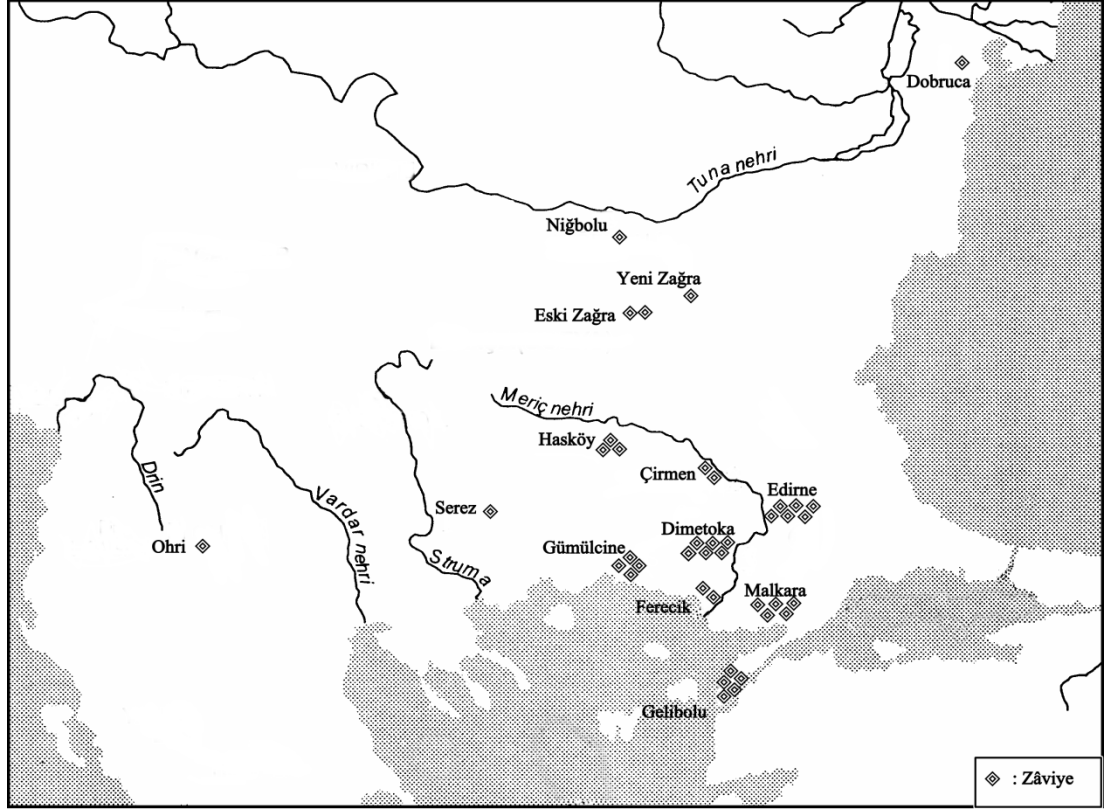 Dobruca
Tuna nehri
Niğbolu
Yeni Zağra
Eski Zağra
Meriç nehri
Hasköy
Çirmen
Drin
Vardar nehri
Edirne
Serez
Dimetoka
Ohri
Gümülcine
Struma
Ferecik
Malkara
Gelibolu
: Zâviye